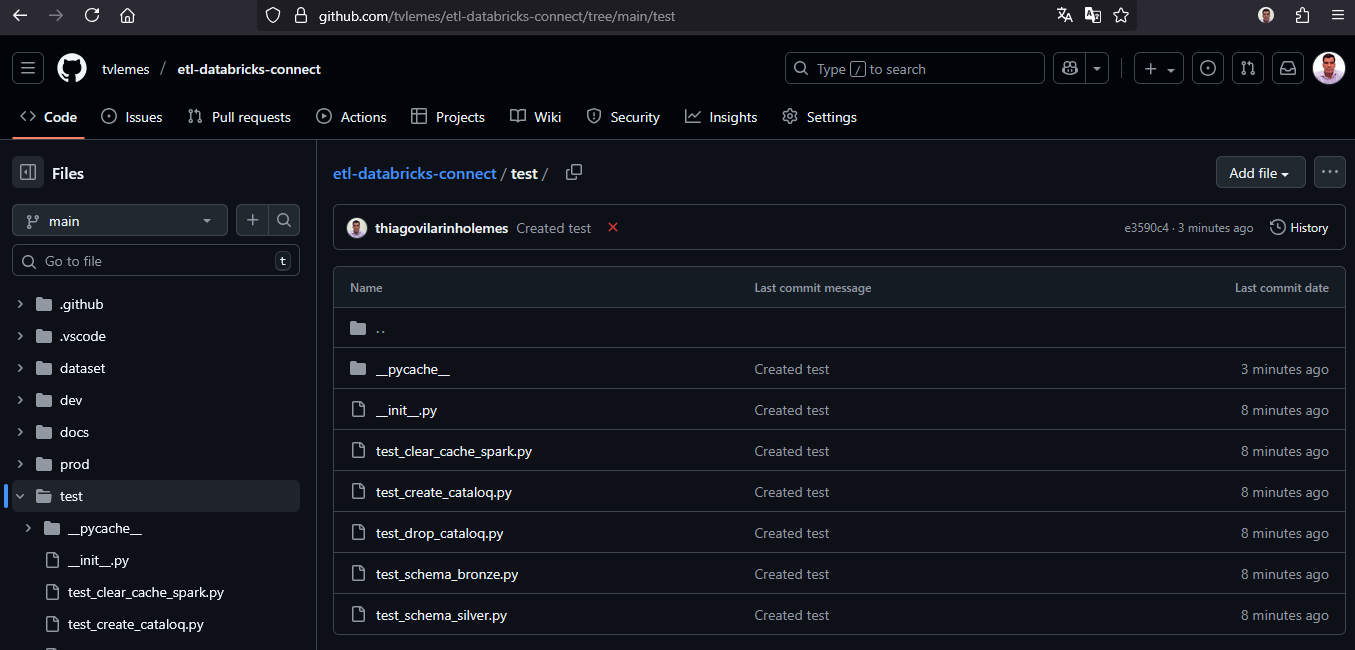 github.com/tvlemes/etl-databricks-connect/tree/main/test
tvlemes / etl-databricks-connect
Type / to search
Code Issues Pull requests Actions Projects Wiki Security Insights Settings
Files
main
Go to file t
.github
.vscode
dataset
dev
docs
prod
test
__pycache__
__init__.py
test_clear_cache_spark.py
test_create_cataloq.py
etl-databricks-connect / test /
Add file
thiagovilarinholemes Created test
e3590c4 · 3 minutes ago History
Name Last commit message Last commit date
..
__pycache__ Created test 3 minutes ago
__init__.py Created test 8 minutes ago
test_clear_cache_spark.py Created test 8 minutes ago
test_create_cataloq.py Created test 8 minutes ago
test_drop_cataloq.py Created test 8 minutes ago
test_schema_bronze.py Created test 8 minutes ago
test_schema_silver.py Created test 8 minutes ago